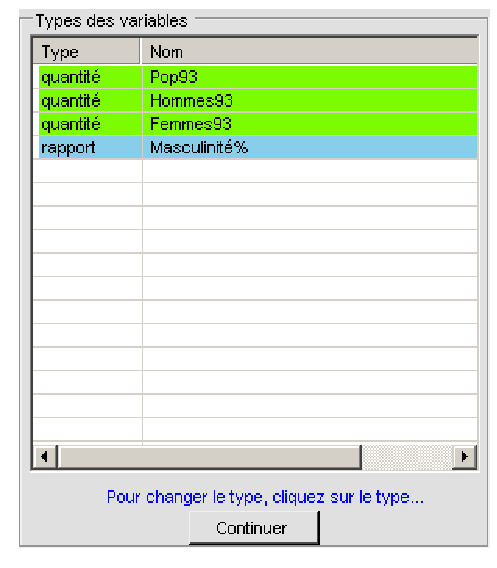 Types des variables
Type Nom
quantité Pop93
quantité Hommes93
quantité Femmes93
rapport Masculinité%
Pour changer le type, cliquez sur le type...
Continuer